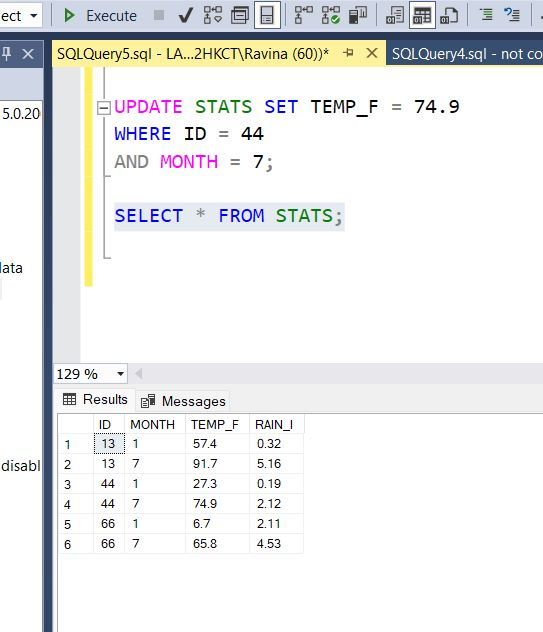 ect Execute
SQLQuery5.sql - LA...2HKCT\Ravina (60))* SQLQuery4.sql - not co
5.0.20
UPDATE STATS SET TEMP_F = 74.9
WHERE ID = 44
AND MONTH = 7;
SELECT * FROM STATS;
lata
129 %
Results Messages
ID MONTH TEMP_F RAIN_I
1 13 1 57.4 0.32
2 13 7 91.7 5.16
3 44 1 27.3 0.19
4 44 7 74.9 2.12
disabl
5 66 1 6.7 2.11
6 66 7 65.8 4.53